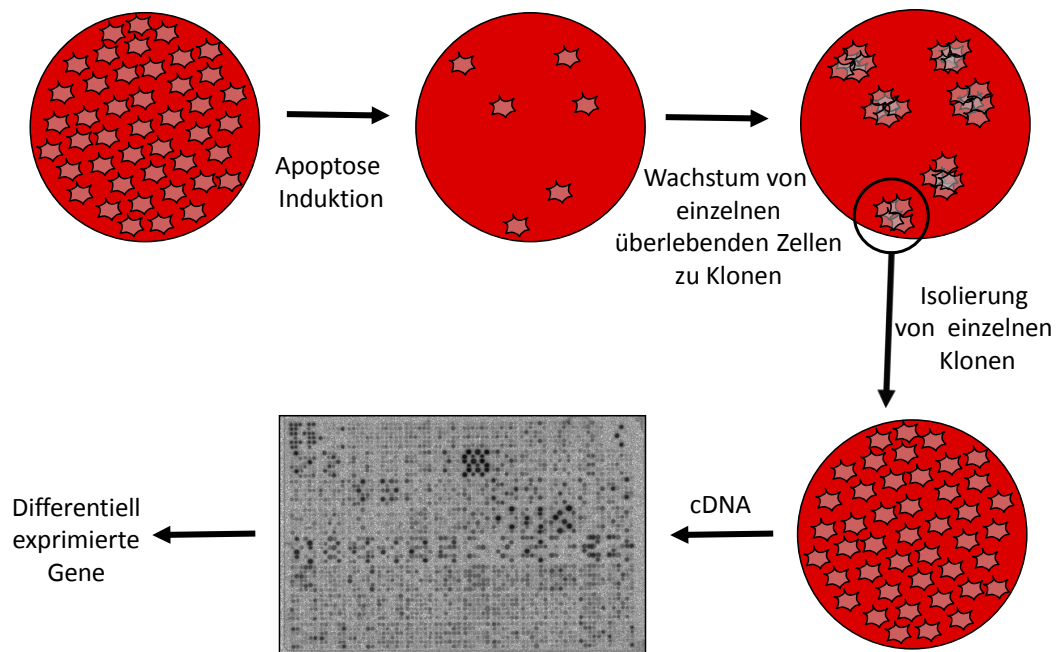 Apoptose
Induktion
Wachstum von
einzelnen
überlebenden Zellen
zu Klonen
Isolierung
von einzelnen
Klonen
cDNA
Differentiell
exprimierte
Gene